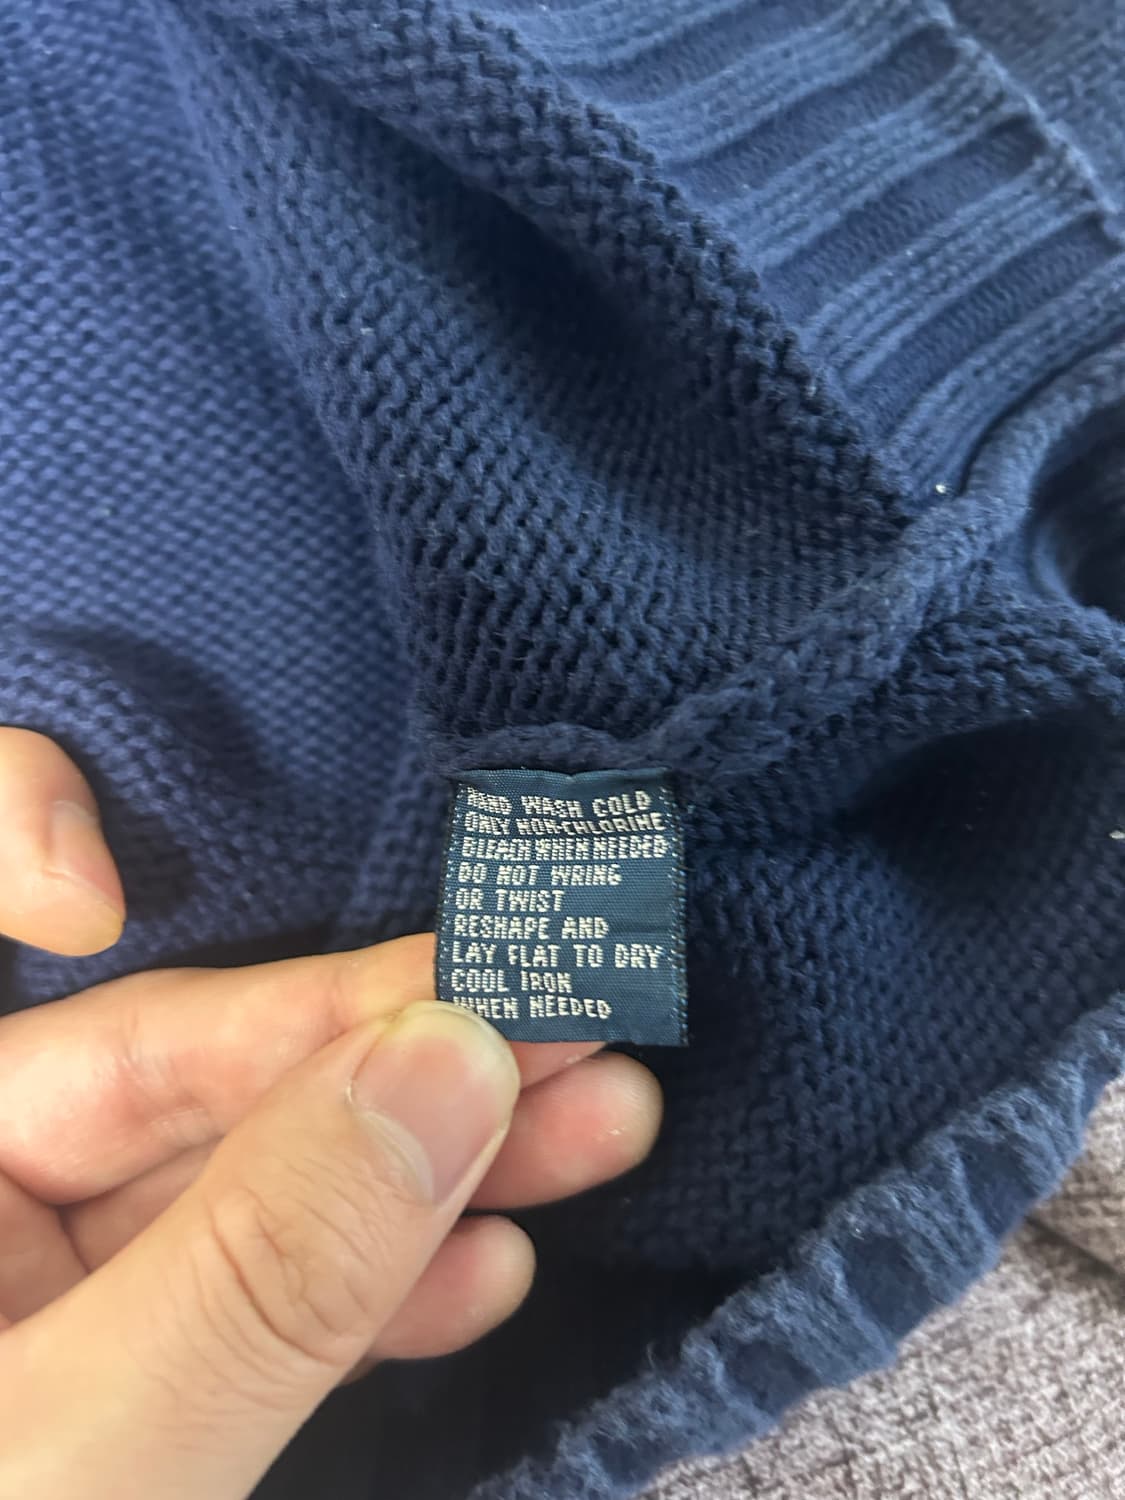 HAND WASH COLD
ONLY NON-CHLORINE
BLEACH WHEN NEEDED
DO NOT WRING
OR TWIST
RESHAPE AND
LAY FLAT TO DRY
COOL IRON
WHEN NEEDED